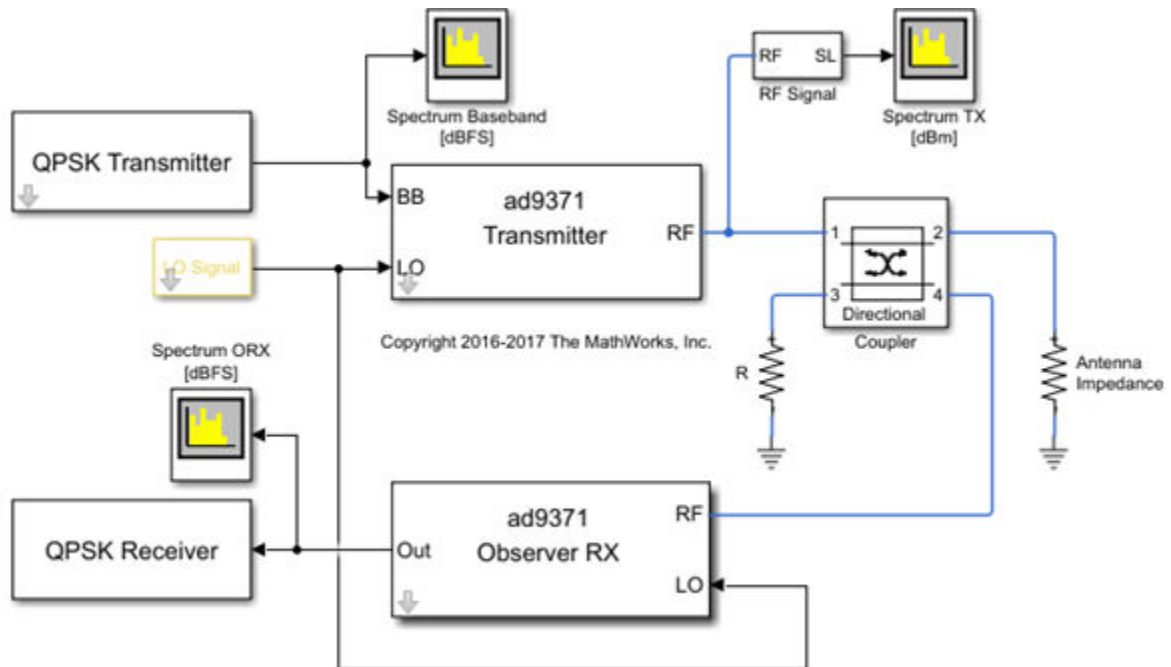 Spectrum Baseband
[dBFS]
RF
SL
RF Signal
Spectrum TX
[dBm]
QPSK Transmitter
BB
ad9371
Transmitter
RF
LO
LO Signal
1
2
3
4
Directional
Coupler
Copyright 2016-2017 The MathWorks, Inc.
R
Antenna
Impedance
Spectrum ORX
[dBFS]
QPSK Receiver
Out
ad9371
Observer RX
RF
LO